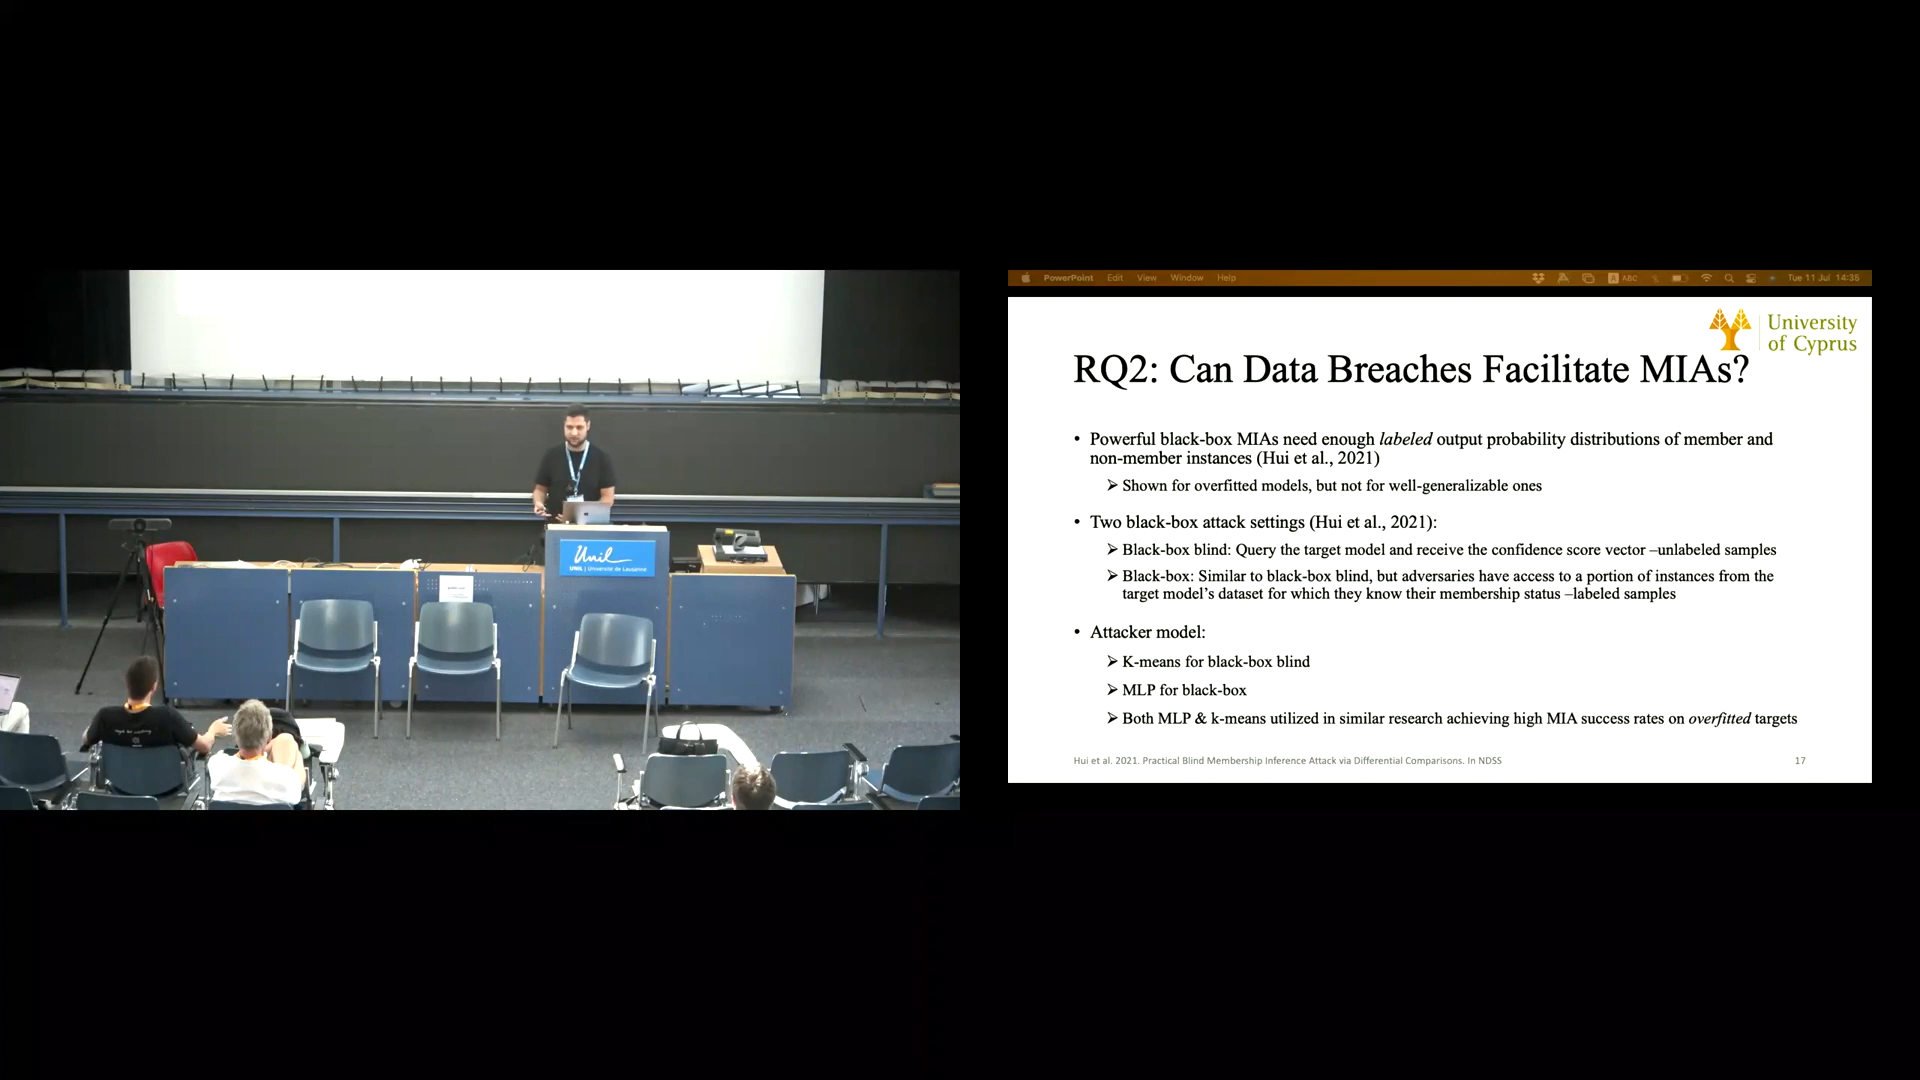 PowerPoint Edit View Window Help
A ABC
Tue 11 Jul 14:35
University
of Cyprus
RQ2: Can Data Breaches Facilitate MIAs?
• Powerful black-box MIAs need enough labeled output probability distributions of member and
non-member instances (Hui et al., 2021)
➢ Shown for overfitted models, but not for well-generalizable ones
• Two black-box attack settings (Hui et al., 2021):
➢ Black-box blind: Query the target model and receive the confidence score vector –unlabeled samples
➢ Black-box: Similar to black-box blind, but adversaries have access to a portion of instances from the
target model’s dataset for which they know their membership status –labeled samples
• Attacker model:
➢ K-means for black-box blind
➢ MLP for black-box
➢ Both MLP & k-means utilized in similar research achieving high MIA success rates on overfitted targets
Hui et al. 2021. Practical Blind Membership Inference Attack via Differential Comparisons. In NDSS
17
Unil
UNIL | Université de Lausanne